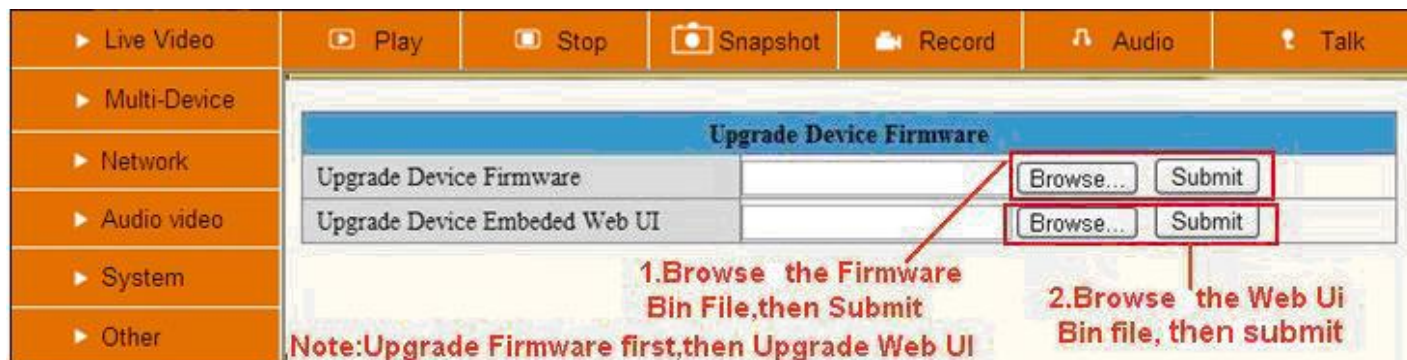 Live Video
Play
Stop
Snapshot
Record
Audio
Talk
Multi-Device
Network
Audio video
System
Other
Upgrade Device Firmware
Upgrade Device Firmware
Browse...
Submit
Upgrade Device Embeded Web UI
Browse...
Submit
1.Browse the Firmware
Bin File,then Submit
2.Browse the Web Ui
Bin file, then submit
Note:Upgrade Firmware first,then Upgrade Web UI